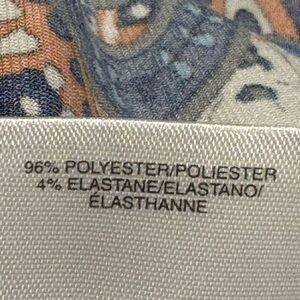 96% POLYESTER/POLIESTER
4% ELASTANE/ELASTANO/
ÉLASTHANNE